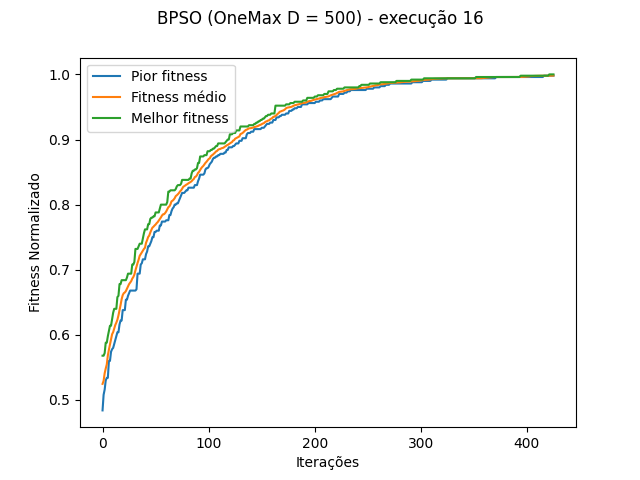 BPSO (OneMax D = 500) - execução 16
Pior fitness
Fitness médio
Melhor fitness
Fitness Normalizado
1.0
0.9
0.8
0.7
0.6
0.5
0
100
200
300
400
Iterações